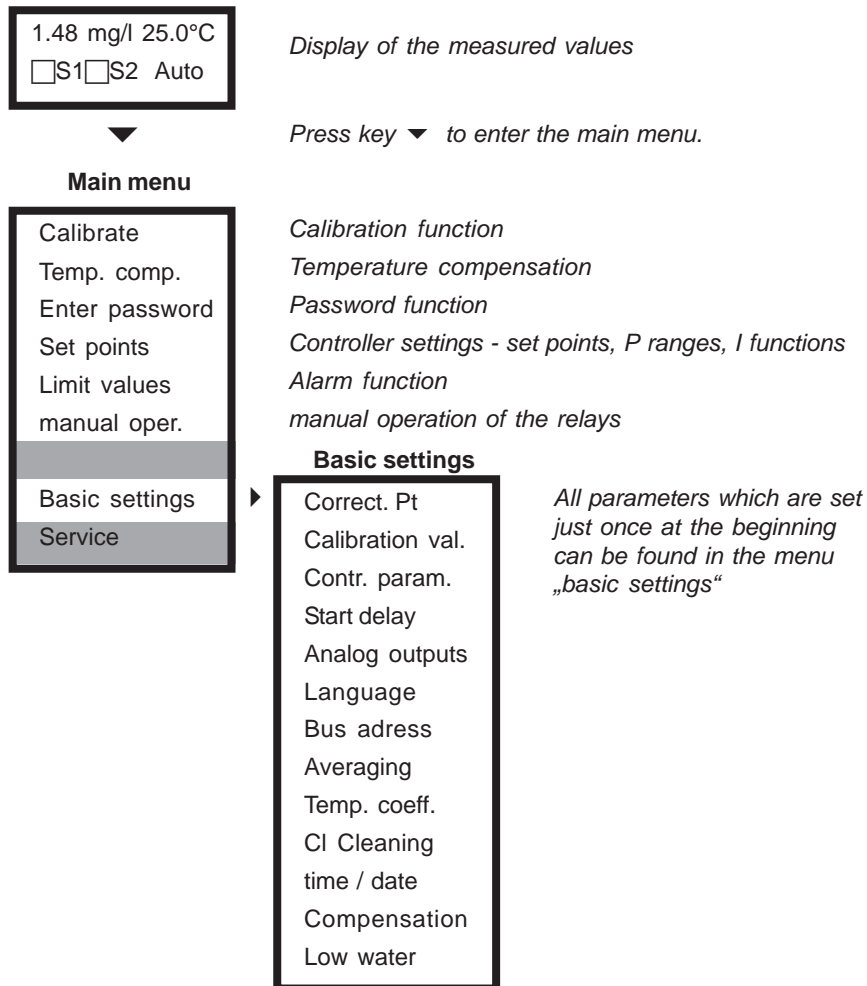 1.48 mg/l 25.0°C
S1 S2 Auto
Display of the measured values
Press key to enter the main menu.
Main menu
Calibrate
Calibration function
Temp. comp.
Temperature compensation
Enter password
Password function
Set points
Controller settings - set points, P ranges, I functions
Limit values
Alarm function
manual oper.
manual operation of the relays
Basic settings
Service
Basic settings
Correct. Pt
Calibration val.
Contr. param.
Start delay
Analog outputs
Language
Bus adress
Averaging
Temp. coeff.
Cl Cleaning
time / date
Compensation
Low water
All parameters which are set
just once at the beginning
can be found in the menu
„basic settings“